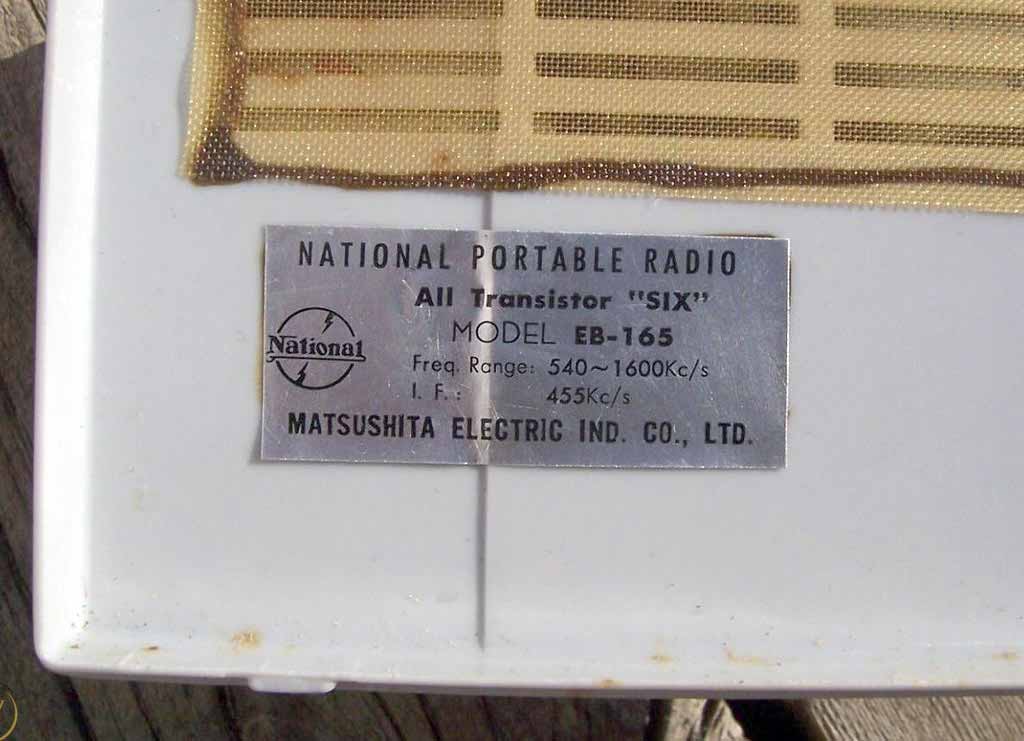 NATIONAL PORTABLE RADIO
All Transistor "SIX"
MODEL EB-165
National
Freq. Range: 540~1600Kc/s
I. F. : 455Kc/s
MATSUSHITA ELECTRIC IND. CO., LTD.